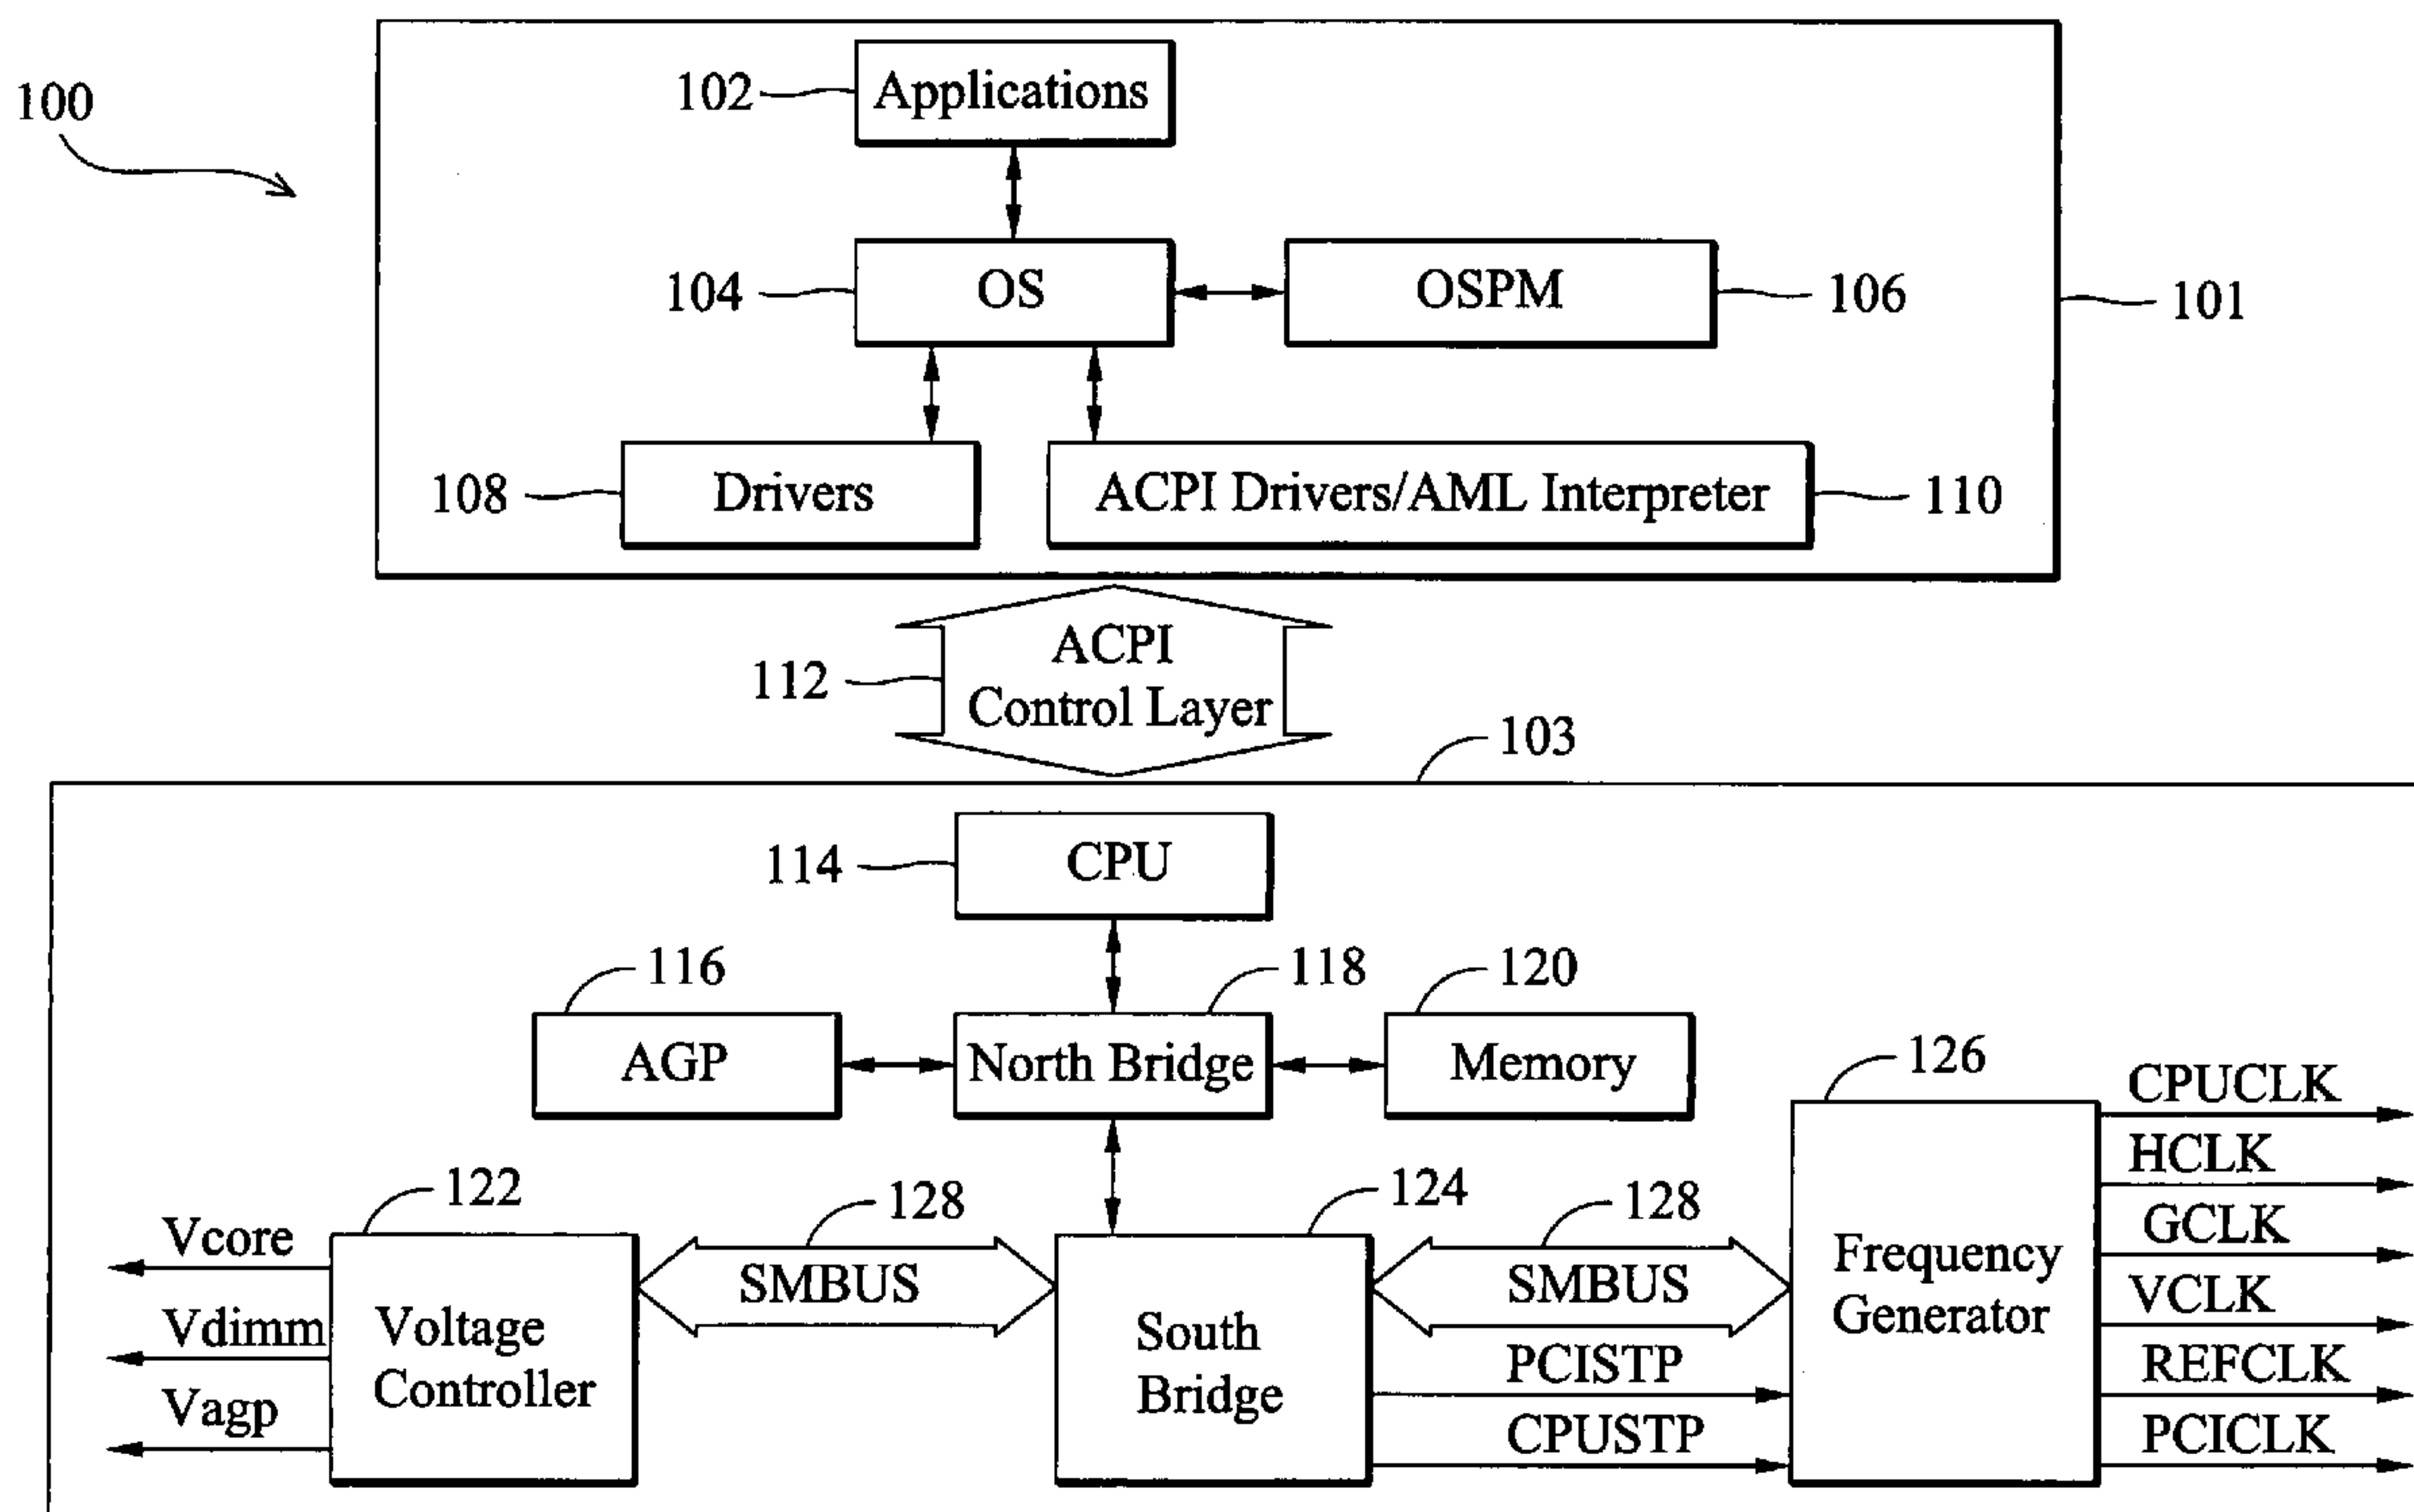 100
102
Applications
104
OS
OSPM
106
101
108
Drivers
ACPI Drivers/AML Interpreter
110
112
ACPI
Control Layer
103
114
CPU
116
118
120
AGP
North Bridge
Memory
126
CPUCLK
HCLK
GCLK
VCLK
REFCLK
PCICLK
122
128
124
128
Vcore
Vdimm
Vagp
Voltage
Controller
SMBUS
South
Bridge
SMBUS
PCISTP
CPUSTP
Frequency
Generator